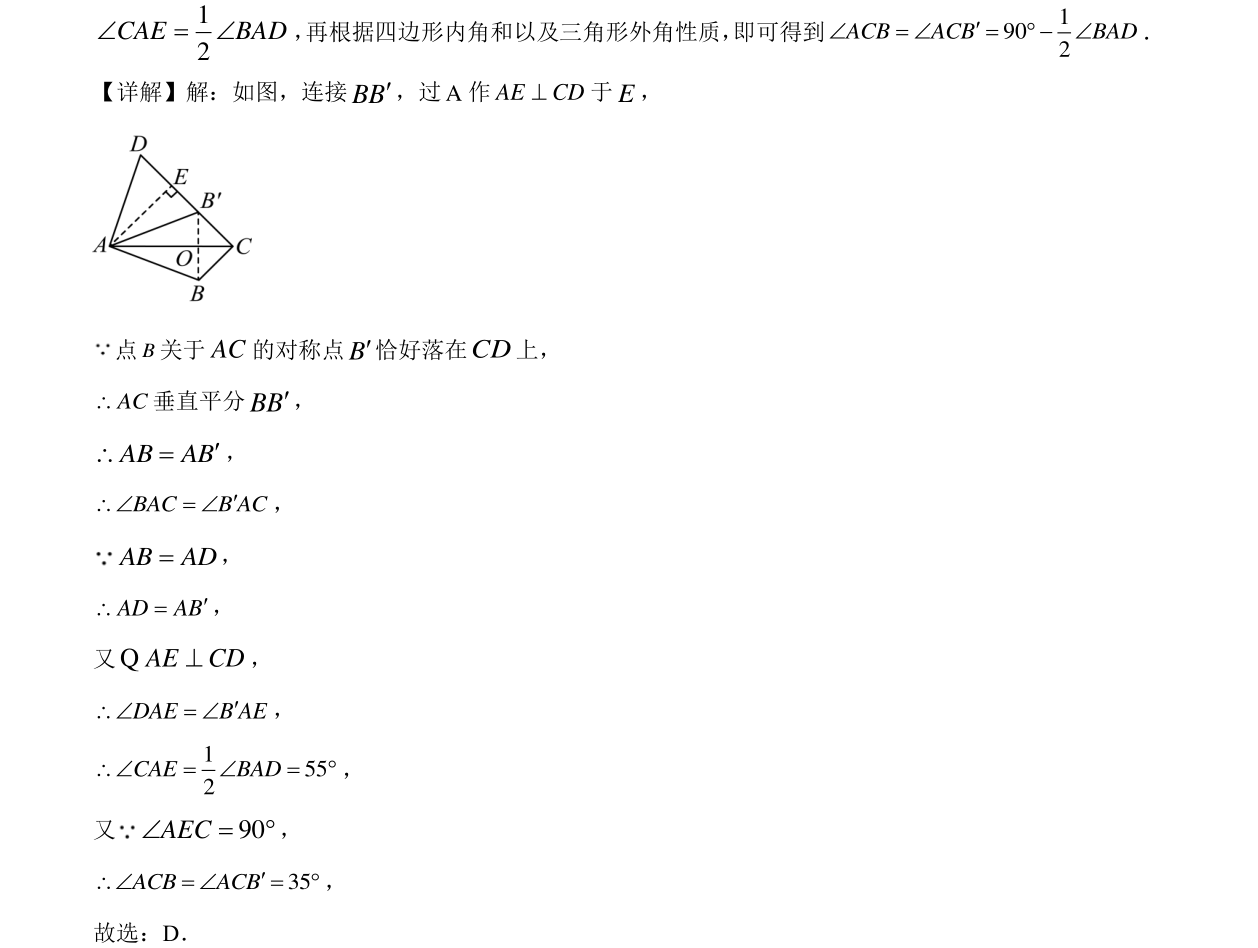 ∠CAE = 1/2 ∠BAD，再根据四边形内角和以及三角形外角性质，即可得到∠ACB = ∠ACB′ = 90° − 1/2 ∠BAD．
【详解】解：如图，连接BB′，过A作AE⊥CD于E，
D
E
B′
A
O
C
B
∵点B关于AC的对称点B′恰好落在CD上，
∴AC垂直平分BB′，
∴AB = AB′，
∴∠BAC = ∠B′AC，
∵AB = AD，
∴AD = AB′，
又Q AE⊥CD，
∴∠DAE = ∠B′AE，
∴∠CAE = 1/2 ∠BAD = 55°，
又∵∠AEC = 90°，
∴∠ACB = ∠ACB′ = 35°，
故选：D．